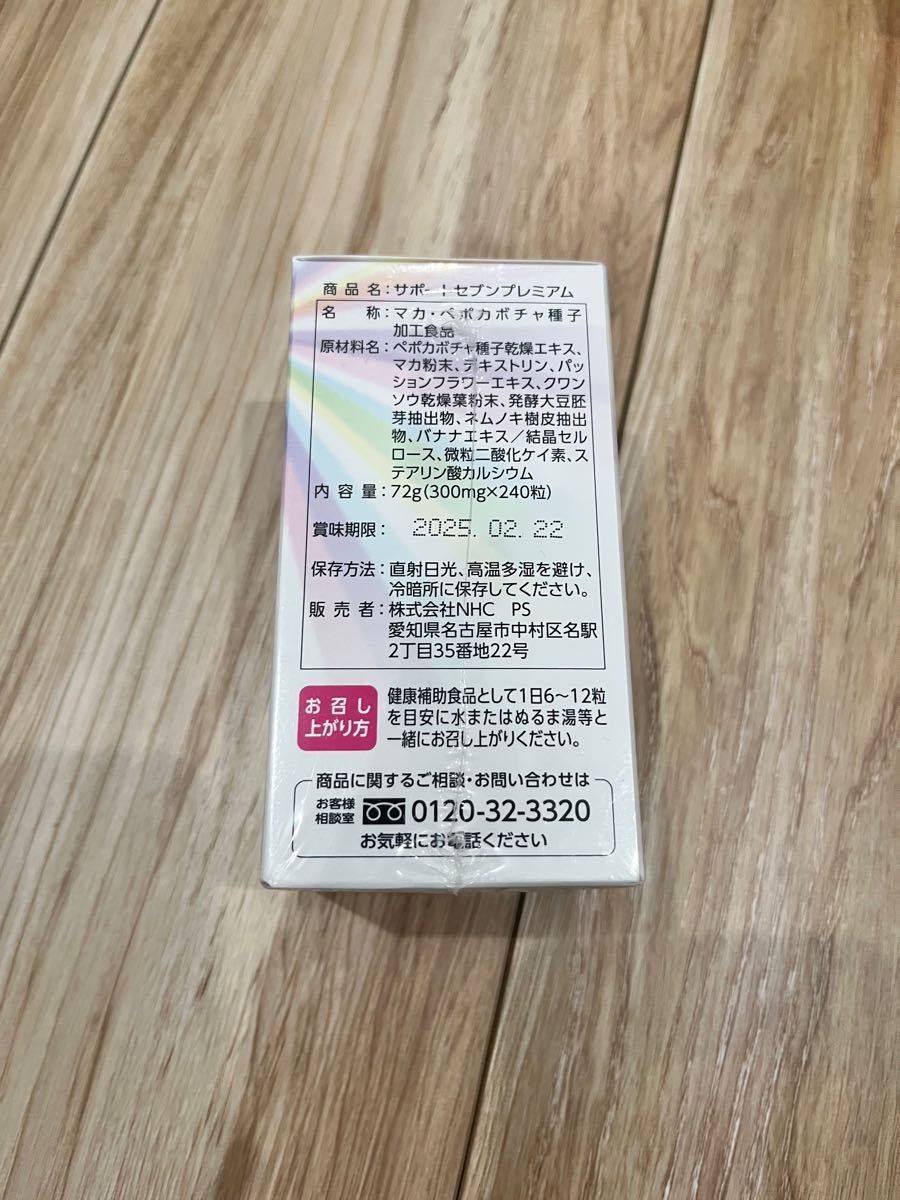 商品名：サポートセブンプレミアム
名称：マカ・ペポカボチャ種子
加工食品
原材料名：ペポカボチャ種子乾燥エキス、
マカ粉末、デキストリン、パッ
ションフラワーエキス、クワン
ソウ乾燥葉粉末、発酵大豆胚
芽抽出物、ネムノキ樹皮抽出
物、バナナエキス／結晶セル
ロース、微粒二酸化ケイ素、ス
テアリン酸カルシウム
内容量：72g(300mg×240粒)
賞味期限： 2025. 02. 22
保存方法：直射日光、高温多湿を避け、
冷暗所に保存してください。
販売者：株式会社NHC PS
愛知県名古屋市中村区名駅
2丁目35番地22号
お召し
上がり方
健康補助食品として1日6～12粒
を目安に水またはぬるま湯等と
一緒にお召し上がりください。
商品に関するご相談・お問い合わせは
お客様
相談室
0120-32-3320
お気軽にお電話ください